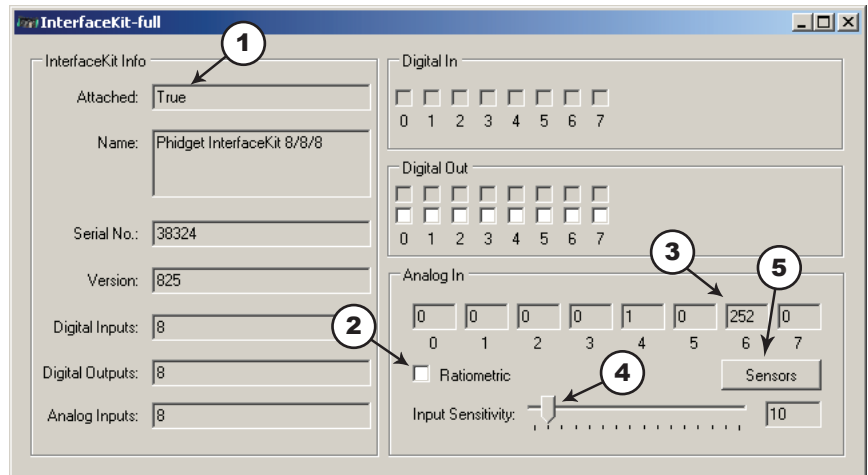 InterfaceKit-full
1
InterfaceKit Info
Attached: True
Name: Phidget InterfaceKit 8/8/8
Serial No.: 38324
Version: 825
Digital Inputs: 8
Digital Outputs: 8
Analog Inputs: 8
Digital In
0 1 2 3 4 5 6 7
Digital Out
0 1 2 3 4 5 6 7
3
5
Analog In
0 0 0 0 1 0 252 0
0 1 2 3 4 5 6 7
2
Ratiometric
4
Sensors
Input Sensitivity: 10